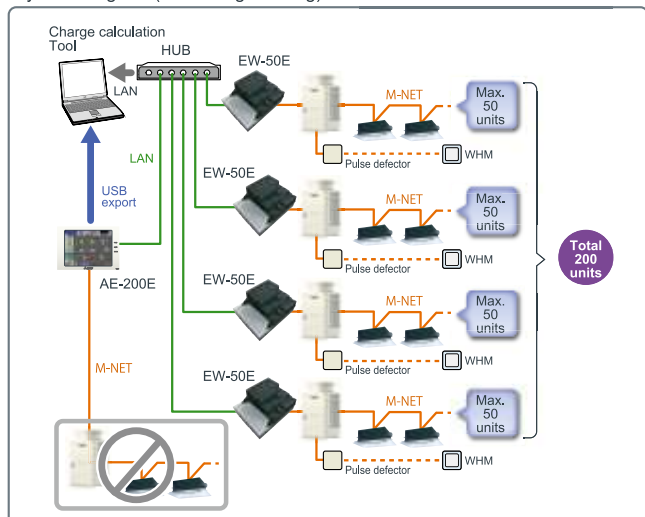 Charge calculation
Tool
HUB
LAN
EW-50E
M-NET
Max.
50
units
Pulse defector
WHM
LAN
USB
export
EW-50E
M-NET
Max.
50
units
Pulse defector
WHM
AE-200E
Total
200
units
EW-50E
M-NET
Max.
50
units
Pulse defector
WHM
M-NET
EW-50E
M-NET
Max.
50
units
Pulse defector
WHM